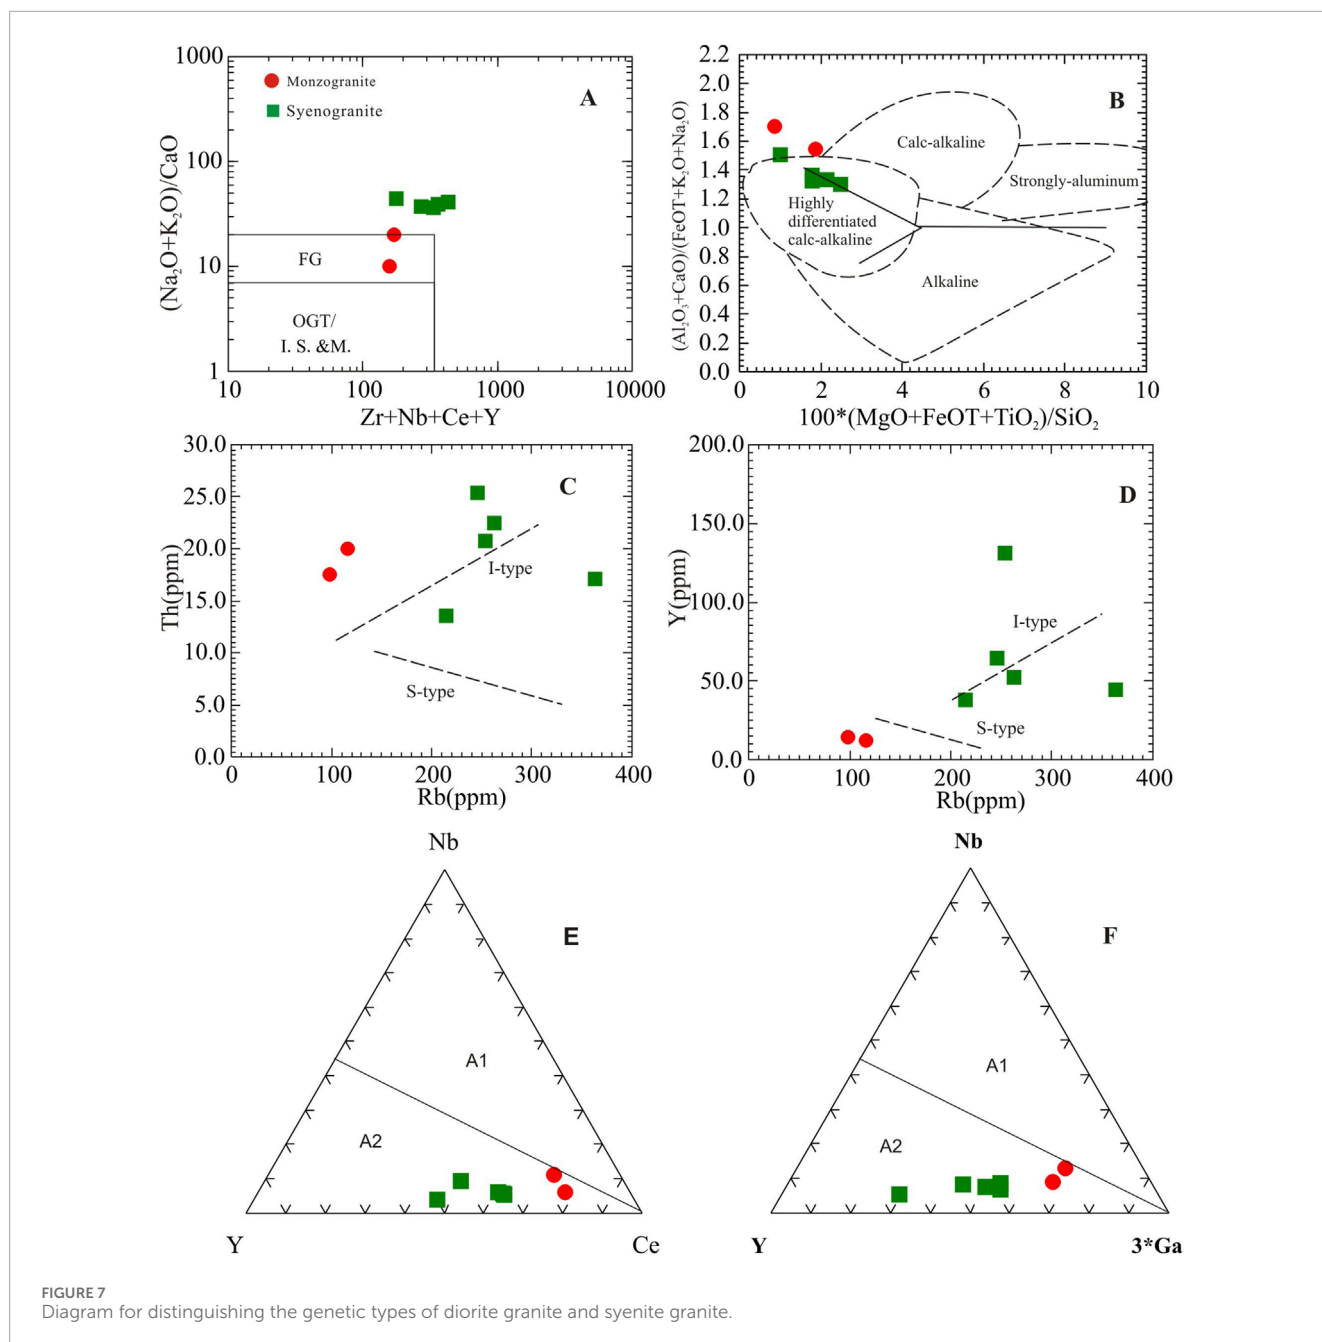 1000
100
10
1
(Na₂O+K₂O)/CaO
Monzogranite
Syenogranite
A
FG
OGT/
I. S. &M.
10
100
1000
10000
Zr+Nb+Ce+Y
2.2
2.0
1.8
1.6
1.4
1.2
1.0
0.8
0.6
0.4
0.2
0.0
(Al₂O₃+CaO)/(FeOT+K₂O+Na₂O)
B
Calc-alkaline
Strongly-aluminum
Highly
differentiated
calc-alkaline
Alkaline
0
2
4
6
8
10
100*(MgO+FeOT+TiO₂)/SiO₂
30.0
25.0
20.0
15.0
10.0
5.0
0.0
Th(ppm)
C
I-type
S-type
0
100
200
300
400
Rb(ppm)
200.0
150.0
100.0
50.0
0.0
Y(ppm)
D
I-type
S-type
0
100
200
300
400
Rb(ppm)
Nb
E
A1
A2
Y
Ce
Nb
F
A1
A2
Y
3*Ga
FIGURE 7
Diagram for distinguishing the genetic types of diorite granite and syenite granite.